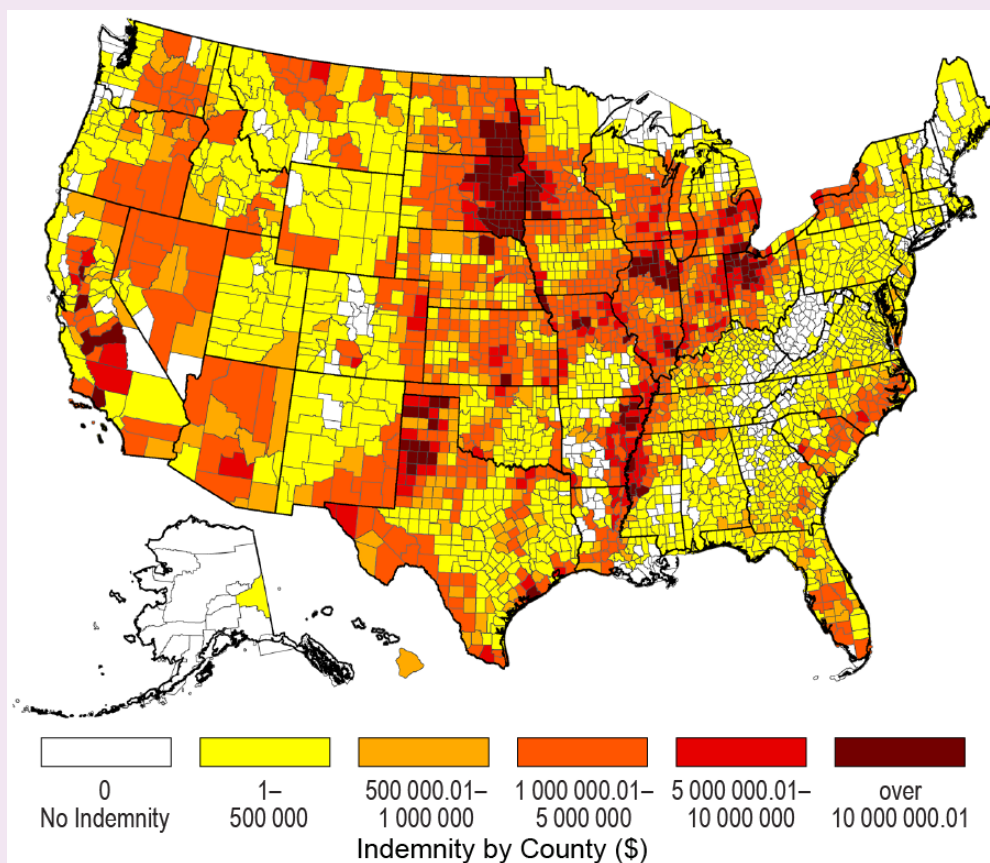 0 1– 500 000.01– 1 000 000.01– 5 000 000.01– over
No Indemnity 500 000 1 000 000 5 000 000 10 000 000 10 000 000.01
Indemnity by County ($)